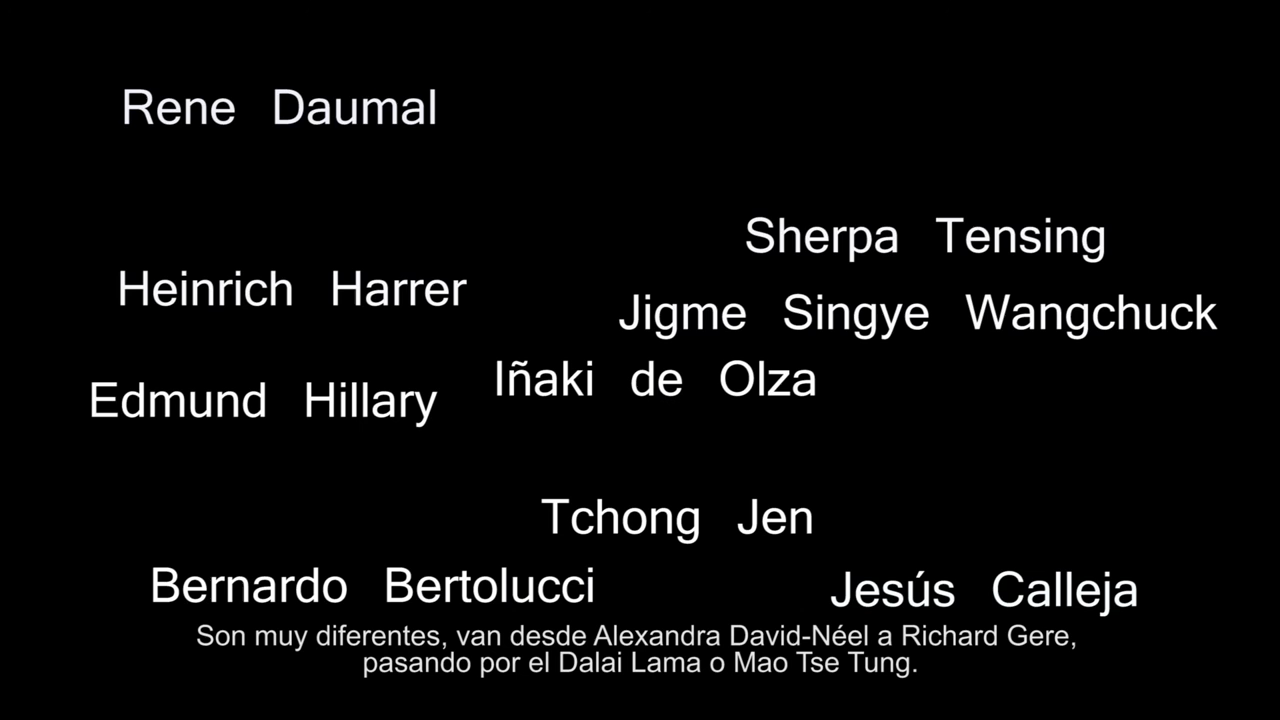 Rene Daumal
Sherpa Tensing
Heinrich Harrer
Jigme Singye Wangchuck
Iñaki de Olza
Edmund Hillary
Tchong Jen
Bernardo Bertolucci
Jesús Calleja
Son muy diferentes, van desde Alexandra David-Néel a Richard Gere,
pasando por el Dalai Lama o Mao Tse Tung.